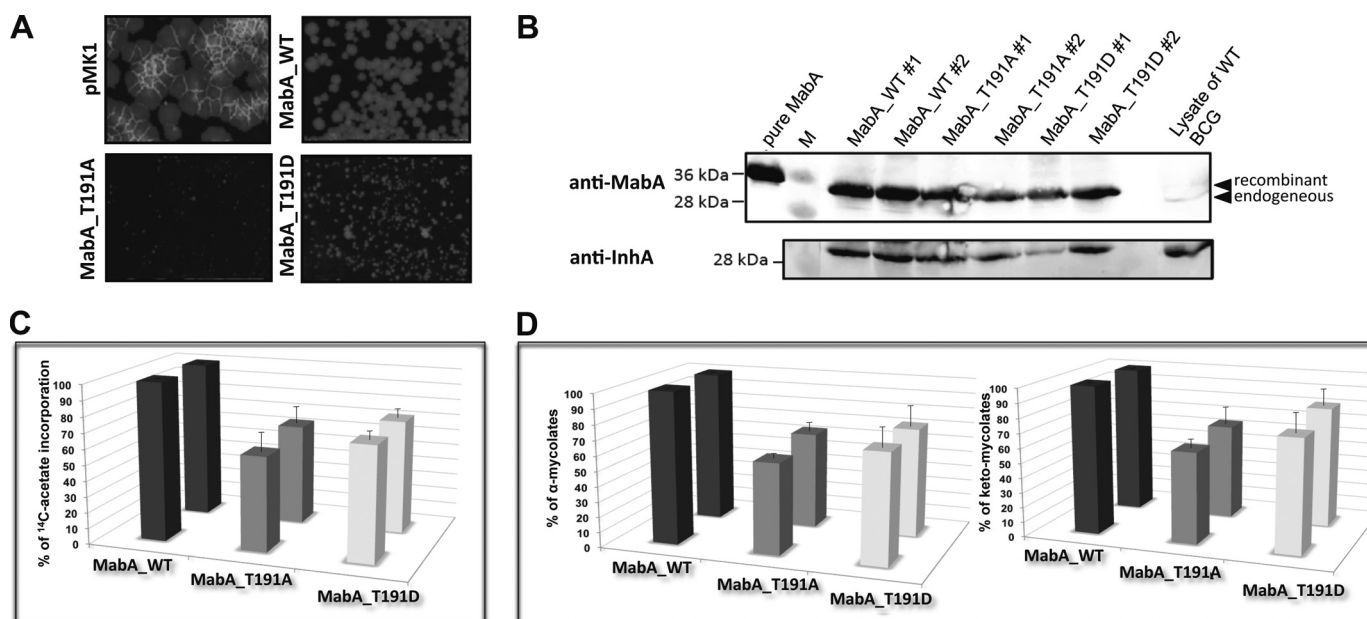 A
pMK1
MabA_WT
MabA_T191A
MabA_T191D
B
pure MabA
M
MabA_WT #1
MabA_WT #2
MabA_T191A #1
MabA_T191A #2
MabA_T191D #1
MabA_T191D #2
Lysate of WT
BCG
anti-MabA
36 kDa
28 kDa
recombinant
endogeneous
anti-InhA
28 kDa
C
% of ¹⁴C-acetate incorporation
100
90
80
70
60
50
40
30
20
10
0
MabA_WT
MabA_T191A
MabA_T191D
D
% of α-mycolates
100
90
80
70
60
50
40
30
20
10
0
MabA_WT
MabA_T191A
MabA_T191D
% of keto-mycolates
100
90
80
70
60
50
40
30
20
10
0
MabA_WT
MabA_T191A
MabA_T191D